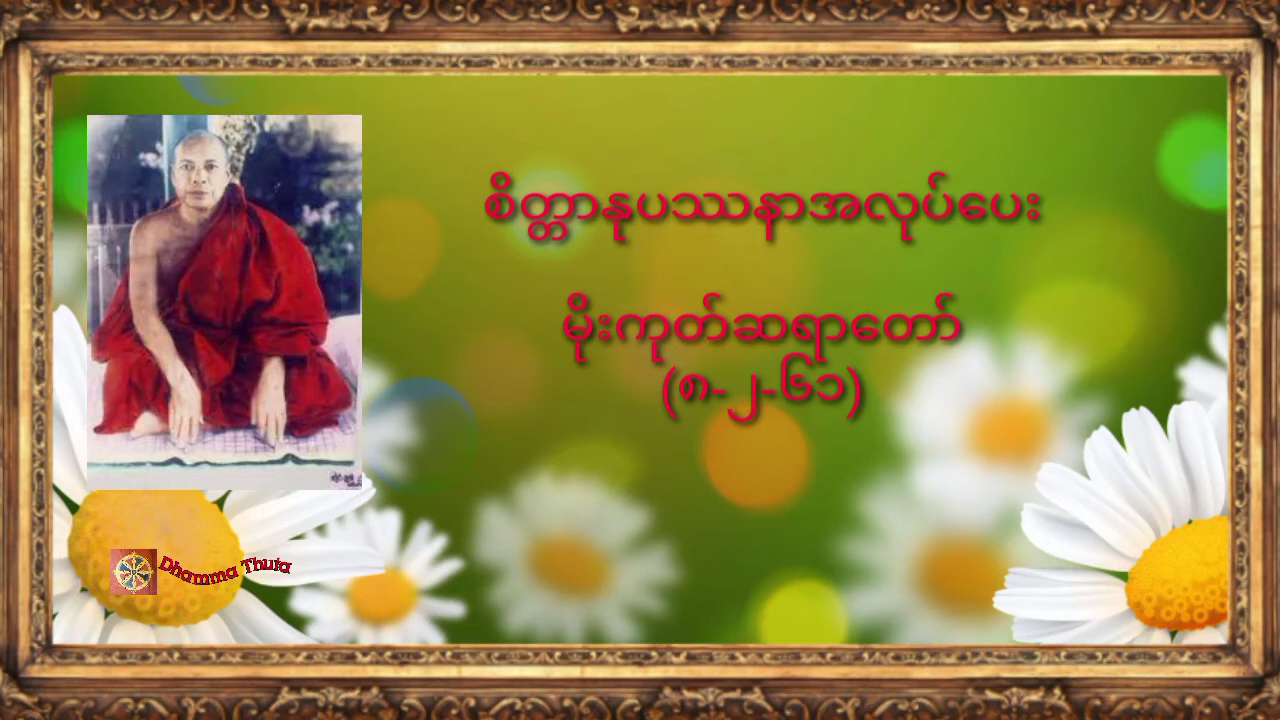 စိတ္တာနုပဿနာအလုပ်ပေး
မိုးကုတ်ဆရာတော်
(၈-၂-၆၁)
Dhamma Thuta